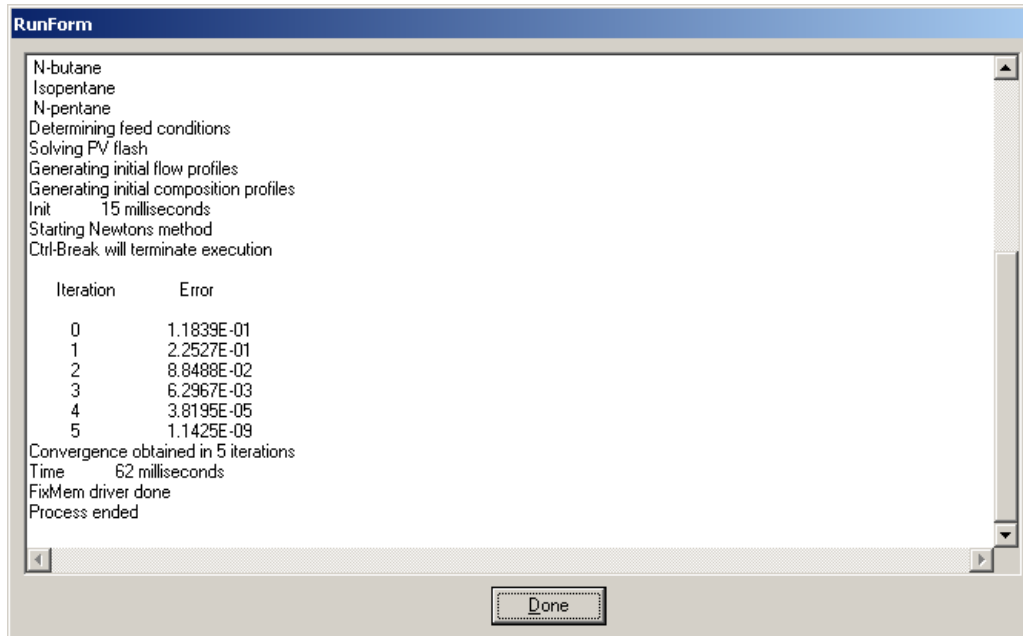 RunForm
N-butane
Isopentane
N-pentane
Determining feed conditions
Solving PV flash
Generating initial flow profiles
Generating initial composition profiles
Init 15 milliseconds
Starting Newtons method
Ctrl-Break will terminate execution
Iteration Error
0 1.1839E-01
1 2.2527E-01
2 8.8488E-02
3 6.2967E-03
4 3.8195E-05
5 1.1425E-09
Convergence obtained in 5 iterations
Time 62 milliseconds
FixMem driver done
Process ended
Done